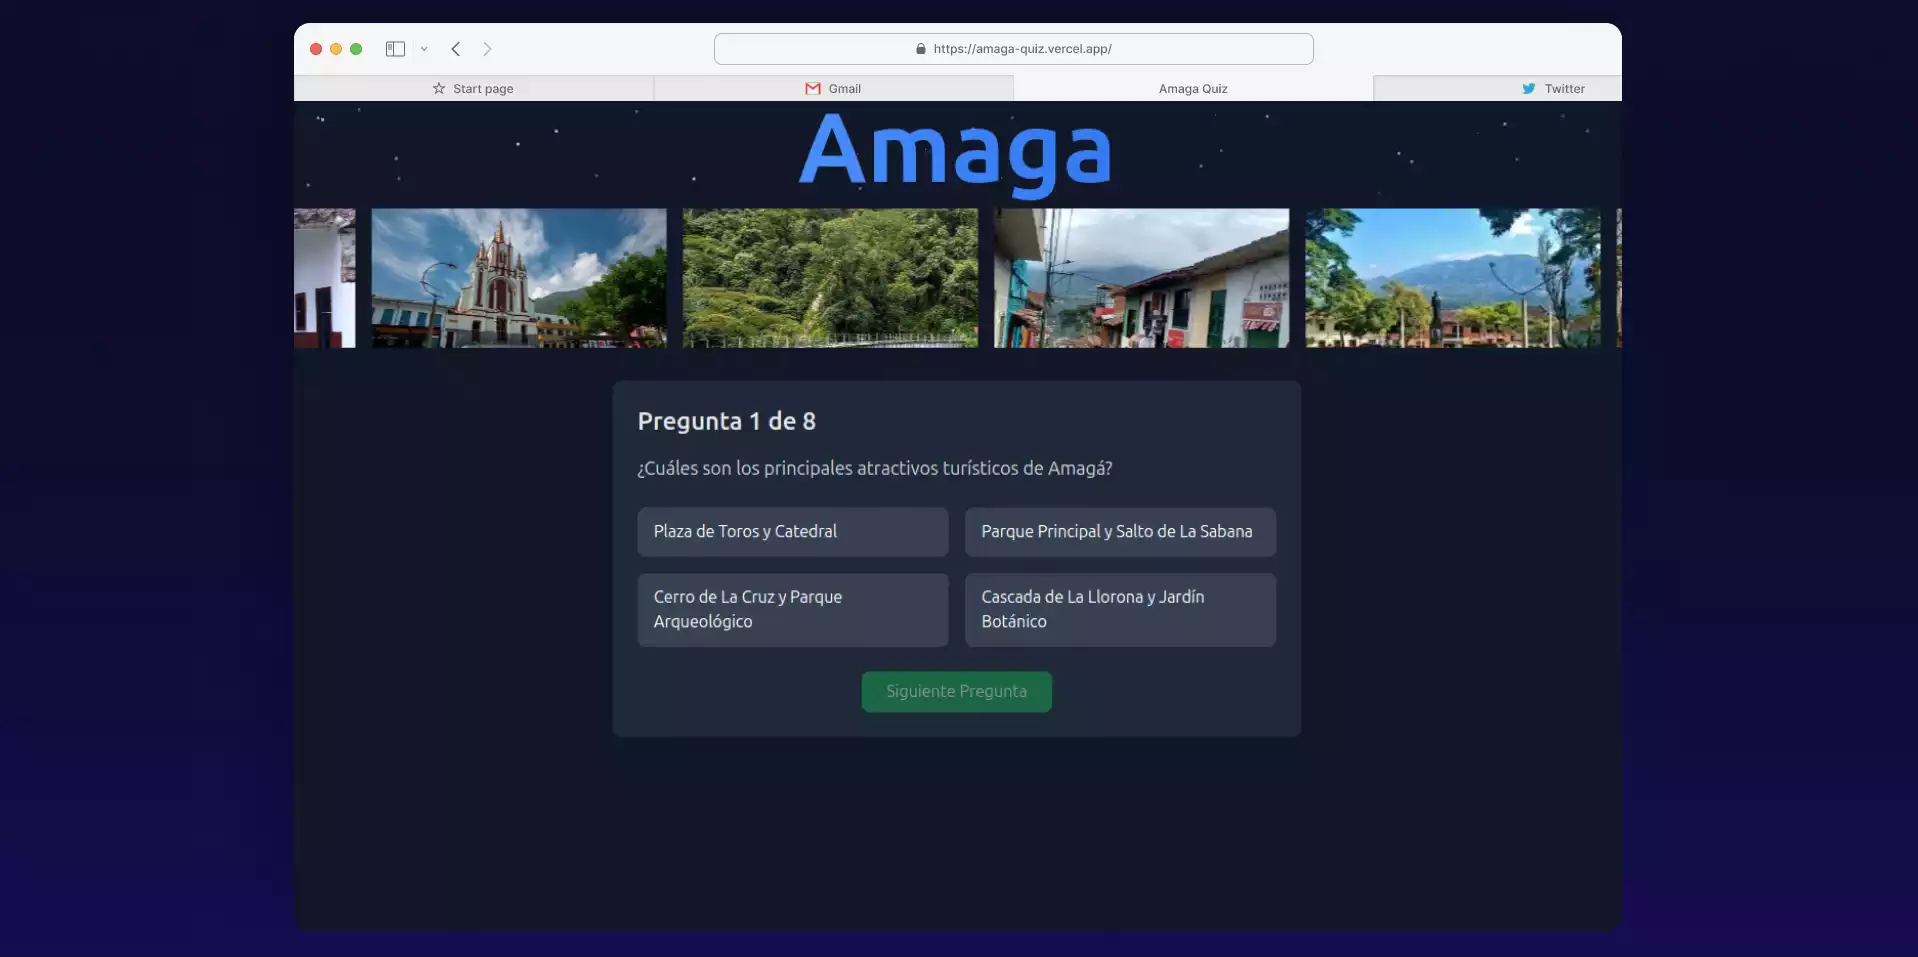 https://amaga-quiz.vercel.app/
Start page
Gmail
Amaga Quiz
Twitter
Amaga
Pregunta 1 de 8
¿Cuáles son los principales atractivos turísticos de Amagá?
Plaza de Toros y Catedral
Parque Principal y Salto de La Sabana
Cerro de La Cruz y Parque
Arqueológico
Cascada de La Llorona y Jardín
Botánico
Siguiente Pregunta